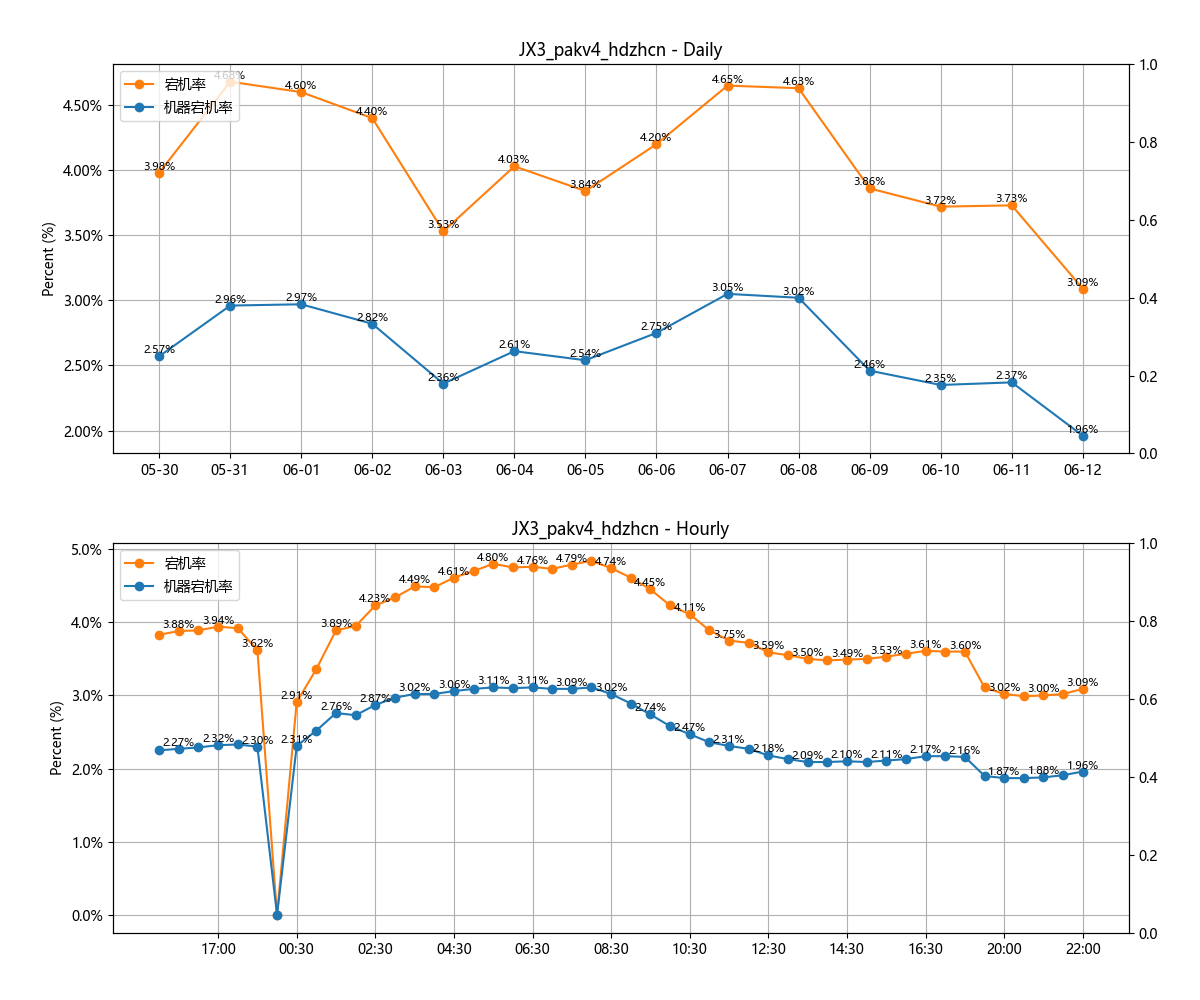 JX3_pakv4_hdzhcn - Daily
宕机率
机器宕机率
Percent (%)
4.50%
4.00%
3.50%
3.00%
2.50%
2.00%
1.0
0.8
0.6
0.4
0.2
0.0
3.98% 4.68% 4.60% 4.40% 3.53% 4.03% 3.84% 4.20% 4.65% 4.63% 3.86% 3.72% 3.73% 3.09%
2.57% 2.96% 2.97% 2.82% 2.36% 2.61% 2.54% 2.75% 3.05% 3.02% 2.46% 2.35% 2.37% 1.96%
05-30 05-31 06-01 06-02 06-03 06-04 06-05 06-06 06-07 06-08 06-09 06-10 06-11 06-12
JX3_pakv4_hdzhcn - Hourly
宕机率
机器宕机率
Percent (%)
5.0%
4.0%
3.0%
2.0%
1.0%
0.0%
1.0
0.8
0.6
0.4
0.2
0.0
3.88% 3.94% 3.62% 2.91% 3.89% 4.23% 4.49% 4.61% 4.80% 4.76% 4.79% 4.74% 4.45% 4.11% 3.75% 3.59% 3.50% 3.49% 3.53% 3.61% 3.60% 3.02% 3.00% 3.09%
2.27% 2.32% 2.30% 2.31% 2.76% 2.87% 3.02% 3.06% 3.11% 3.11% 3.09% 3.02% 2.74% 2.47% 2.31% 2.18% 2.09% 2.10% 2.11% 2.17% 2.16% 1.87% 1.88% 1.96%
17:00 00:30 02:30 04:30 06:30 08:30 10:30 12:30 14:30 16:30 20:00 22:00